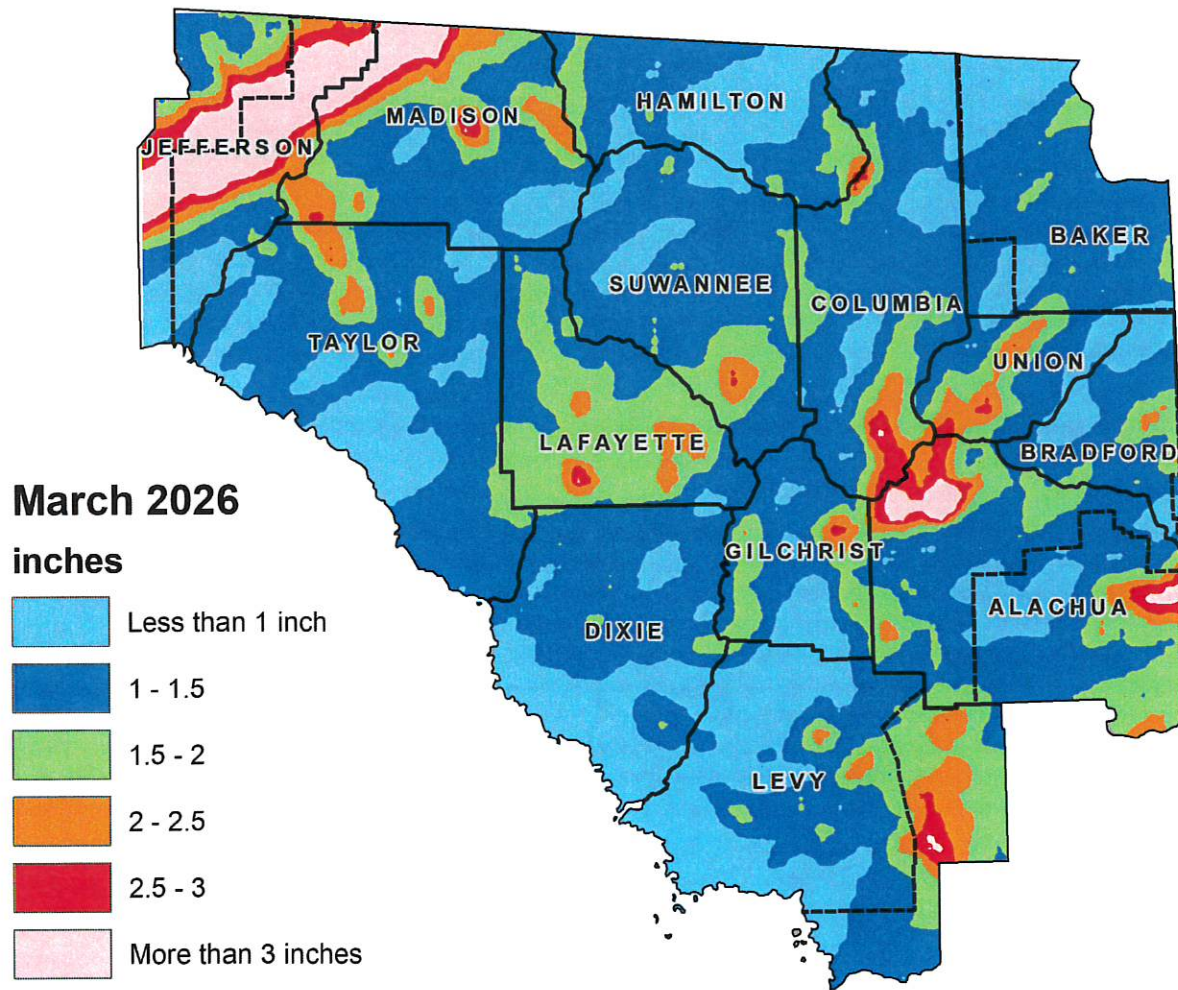 HAMILTON
MADISON
JEFFERSON
BAKER
SUWANNEE
COLUMBIA
TAYLOR
UNION
LAFAYETTE
BRADFORD
March 2026
inches
Less than 1 inch
1 - 1.5
1.5 - 2
2 - 2.5
2.5 - 3
More than 3 inches
GILCHRIST
ALACHUA
DIXIE
LEVY